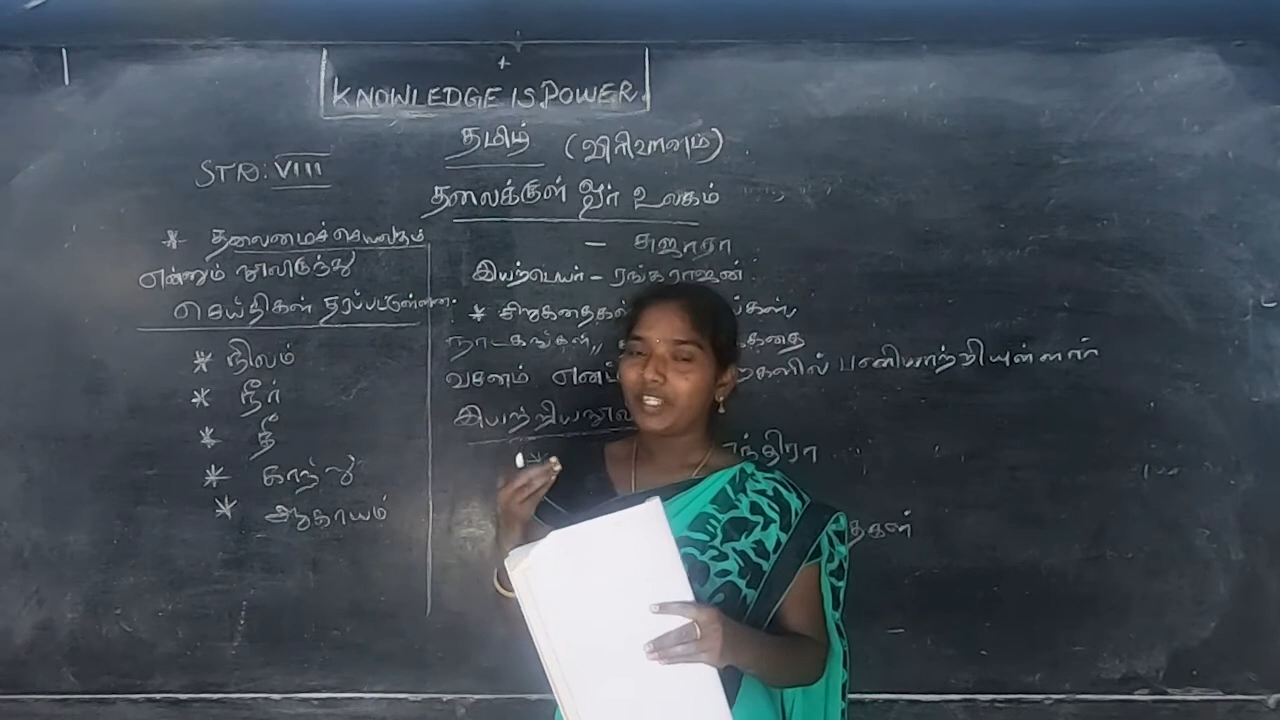 KNOWLEDGE IS POWER.
தமிழ் (விரிவானம்)
STD: VIII
தலைக்குள் ஓர் உலகம்
* தலைமைச் செயலகம்
என்னும் நூலிருந்து
செய்திகள் தரப்பட்டுள்ளன.
* நிலம்
* நீர்
* தீ
* காற்று
* ஆகாயம்
– சுஜாதா
இயற்பெயர் – ரங்கராஜன்
* சிறுகதைகள்
நாடகங்கள்,,
வசனம் பணியாற்றியுள்ளார்